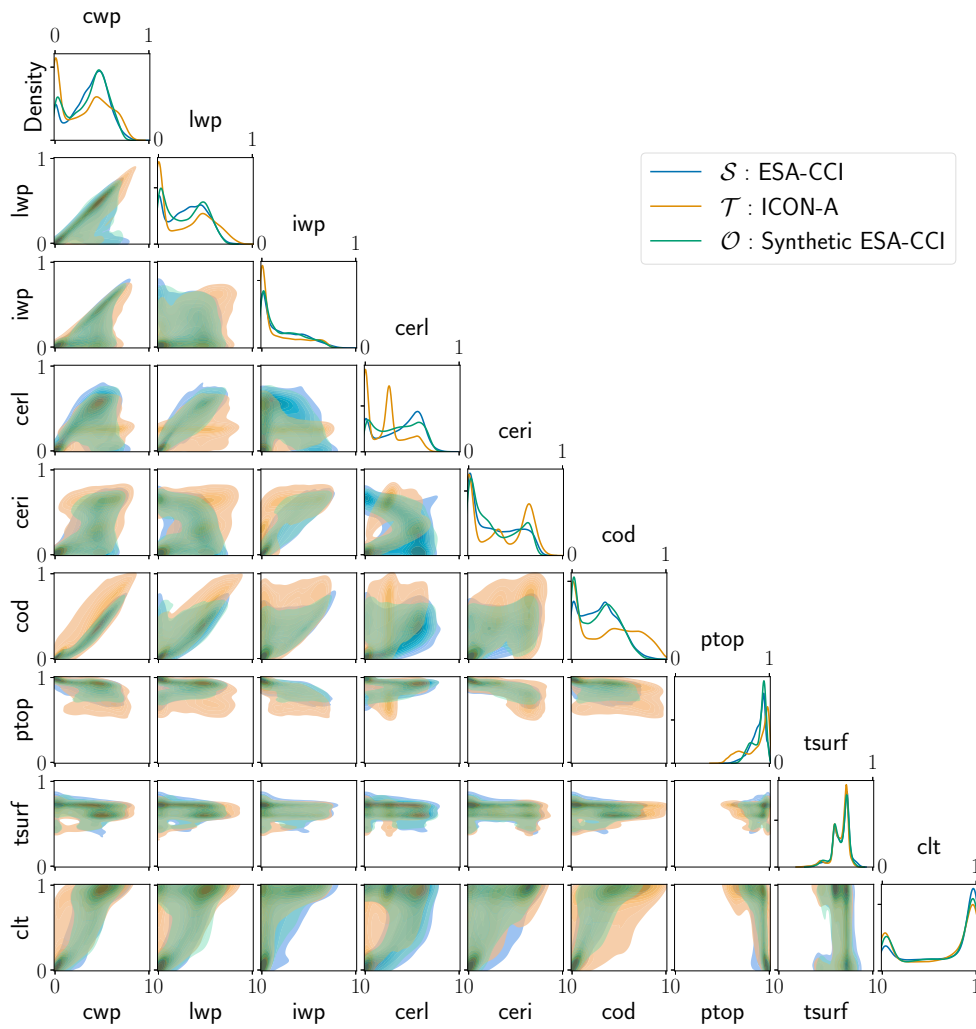 cwp
0 1
Density
lwp
0 1
S : ESA-CCI
T : ICON-A
O : Synthetic ESA-CCI
1
lwp
0
iwp
0 1
1
iwp
0
cerl
0 1
1
cerl
0
ceri
0 1
1
ceri
0
cod
0 1
1
cod
0
ptop
0 1
1
ptop
0
tsurf
0 1
1
tsurf
0
clt
0 1
1
clt
0
0 10 10 10 10 10 10 10 1
cwp lwp iwp cerl ceri cod ptop tsurf